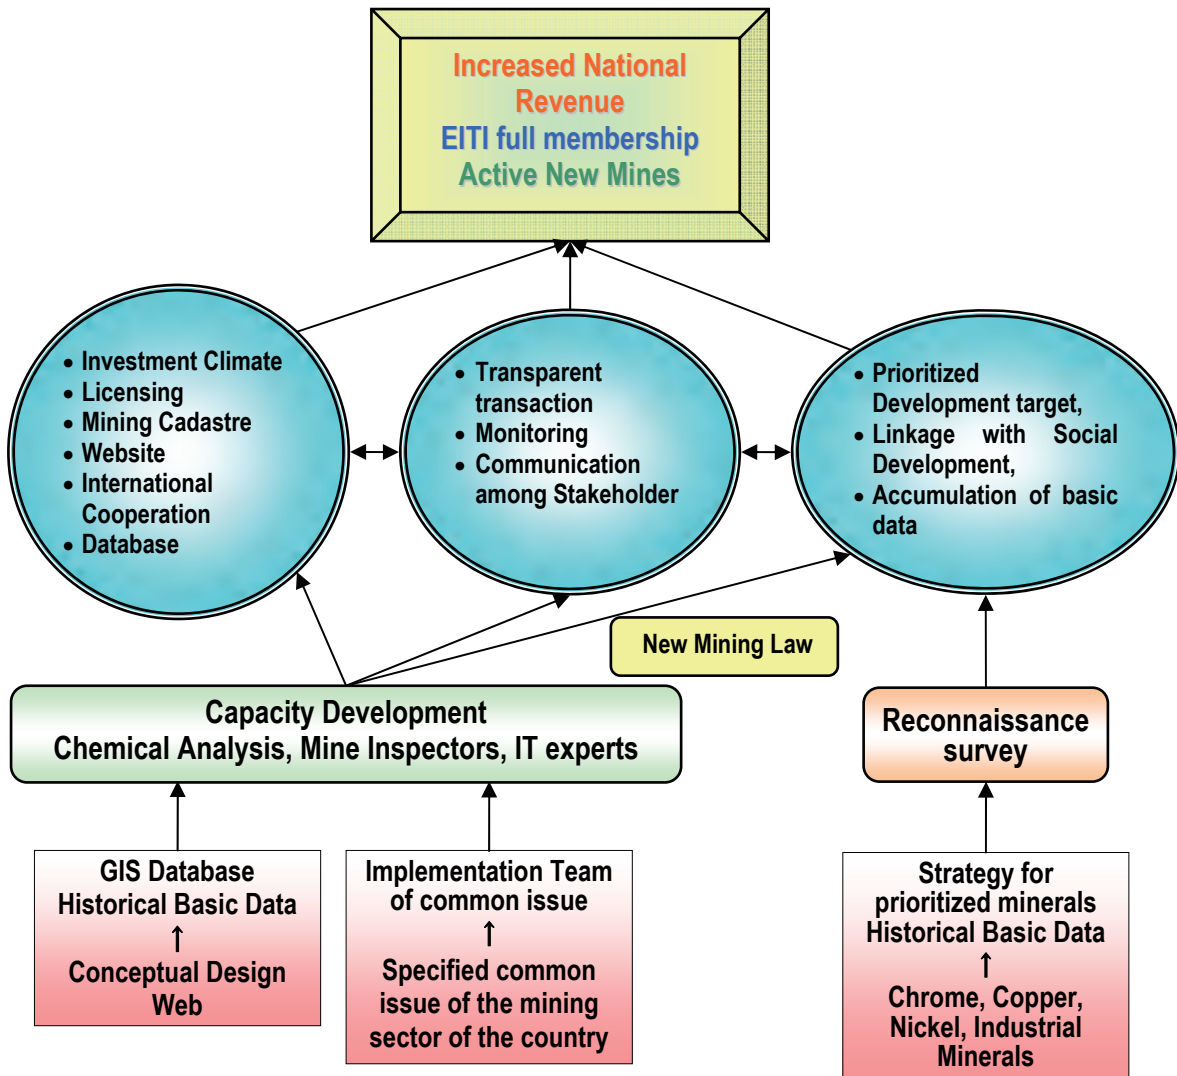 Increased National
Revenue
EITI full membership
Active New Mines
• Investment Climate
• Licensing
• Mining Cadastre
• Website
• International
Cooperation
• Database
• Transparent
transaction
• Monitoring
• Communication
among Stakeholder
• Prioritized
Development target,
• Linkage with Social
Development,
• Accumulation of basic
data
New Mining Law
Capacity Development
Chemical Analysis, Mine Inspectors, IT experts
Reconnaissance
survey
GIS Database
Historical Basic Data
↑
Conceptual Design
Web
Implementation Team
of common issue
↑
Specified common
issue of the mining
sector of the country
Strategy for
prioritized minerals
Historical Basic Data
↑
Chrome, Copper,
Nickel, Industrial
Minerals